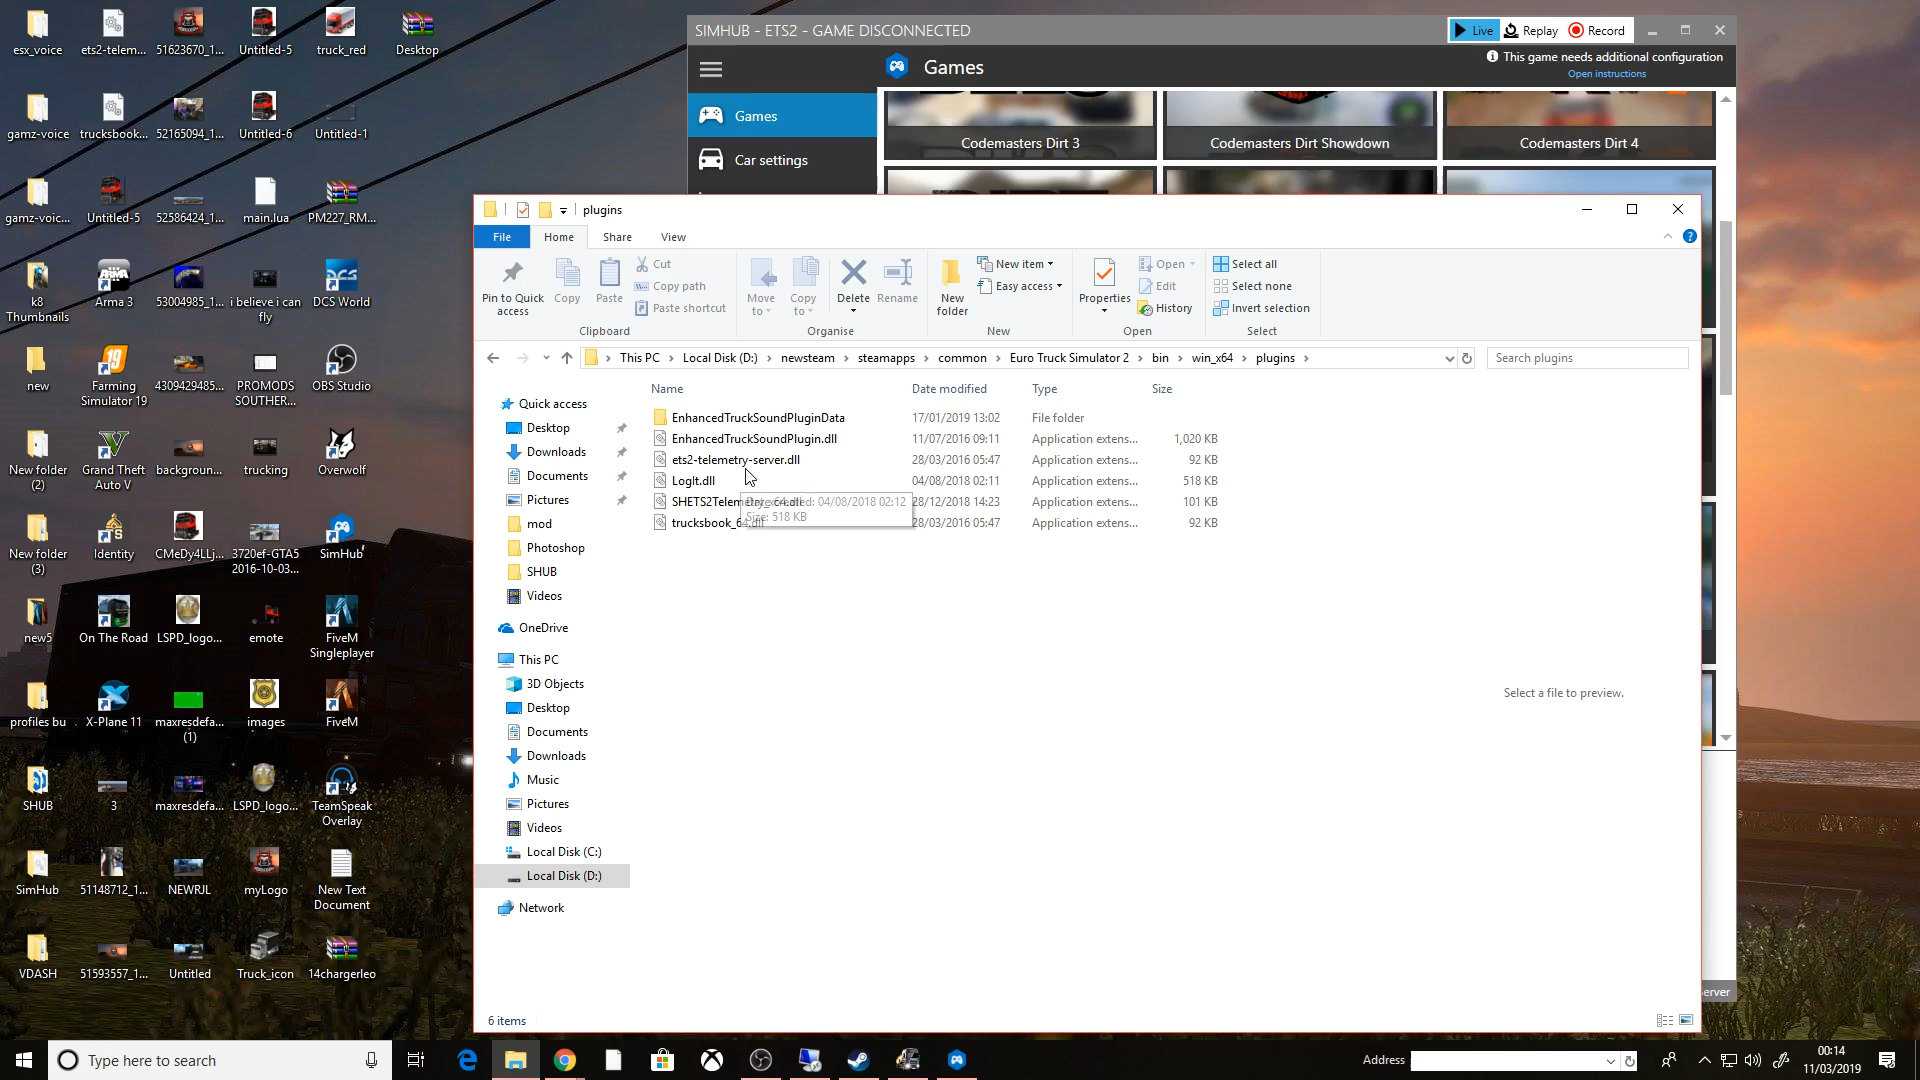 esx_voice
ets2-telem...
51623670_1...
Untitled-5
truck_red
Desktop
gamz-voice
trucksbook...
52165094_1...
Untitled-6
Untitled-1
gamz-voic...
Untitled-5
52586424_1...
main.lua
PM227_RM...
k8
Thumbnails
Arma 3
53004985_1...
i believe i can
fly
DCS World
new
Farming
Simulator 19
4309429485...
PROMODS
SOUTHER...
OBS Studio
New folder
(2)
Grand Theft
Auto V
backgroun...
trucking
Overwolf
New folder
(3)
Identity
CMeDy4LLj...
3720ef-GTA5
2016-10-03...
SimHub
new5
On The Road
LSPD_logo...
emote
FiveM
Singleplayer
profiles bu
X-Plane 11
maxresdefa...
(1)
images
FiveM
SHUB
3
maxresdefa...
LSPD_logo...
TeamSpeak
Overlay
SimHub
51148712_1...
NEWRJL
myLogo
New Text
Document
VDASH
51593557_1...
Untitled
Truck_icon
14chargerleo
SIMHUB - ETS2 - GAME DISCONNECTED
Live
Replay
Record
Games
This game needs additional configuration
Open instructions
Games
Car settings
Codemasters Dirt 3
Codemasters Dirt Showdown
Codemasters Dirt 4
plugins
File
Home
Share
View
Pin to Quick
access
Copy
Paste
Cut
Copy path
Paste shortcut
Clipboard
Move
to
Copy
to
Delete
Rename
Organise
New
folder
New item
Easy access
New
Properties
Open
Edit
History
Open
Select all
Select none
Invert selection
Select
This PC > Local Disk (D:) > newsteam > steamapps > common > Euro Truck Simulator 2 > bin > win_x64 > plugins >
Search plugins
Name
Date modified
Type
Size
EnhancedTruckSoundPluginData 17/01/2019 13:02 File folder
EnhancedTruckSoundPlugin.dll 11/07/2016 09:11 Application extens... 1,020 KB
ets2-telemetry-server.dll 28/03/2016 05:47 Application extens... 92 KB
LogIt.dll 04/08/2018 02:11 Application extens... 518 KB
28/12/2018 14:23 Application extens... 101 KB
28/03/2016 05:47 Application extens... 92 KB
04/08/2018 02:12
Size: 518 KB
Quick access
Desktop
Downloads
Documents
Pictures
mod
Photoshop
SHUB
Videos
OneDrive
This PC
3D Objects
Desktop
Documents
Downloads
Music
Pictures
Videos
Local Disk (C:)
Local Disk (D:)
Network
Select a file to preview.
6 items
Type here to search
Address
00:14
11/03/2019